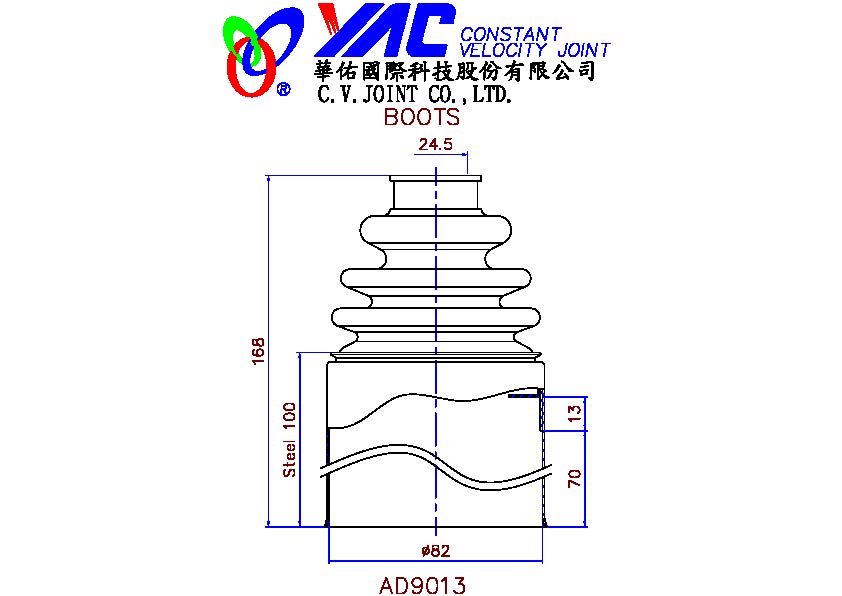 VAC CONSTANT
VELOCITY JOINT
®
華佑國際科技股份有限公司
C.V.JOINT CO.,LTD.
BOOTS
24.5
168
Steel 100
13
70
ø82
AD9013